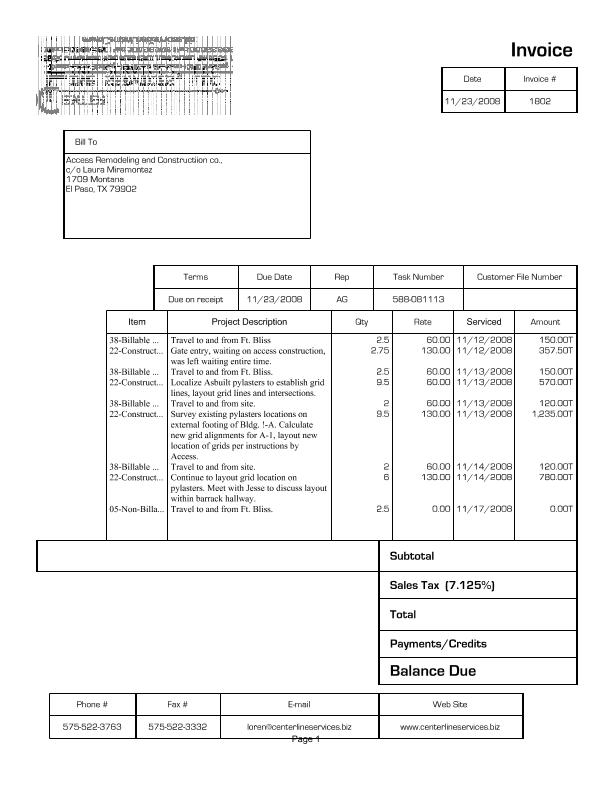 Invoice
Date Invoice #
11/23/2008 1802
Bill To
Access Remodeling and Constructiion co.,
c/o Laura Miramontez
1709 Montana
El Paso, TX 79902
Terms Due Date Rep Task Number Customer File Number
Due on receipt 11/23/2008 AG 588-081113
Item Project Description Qty Rate Serviced Amount
38-Billable ... Travel to and from Ft. Bliss 2.5 60.00 11/12/2008 150.00T
22-Construct... Gate entry, waiting on access construction, 2.75 130.00 11/12/2008 357.50T
was left waiting entire time.
38-Billable ... Travel to and from Ft. Bliss. 2.5 60.00 11/13/2008 150.00T
22-Construct... Localize Asbuilt pylasters to establish grid 9.5 60.00 11/13/2008 570.00T
lines, layout grid lines and intersections.
38-Billable ... Travel to and from site. 2 60.00 11/13/2008 120.00T
22-Construct... Survey existing pylasters locations on 9.5 130.00 11/13/2008 1,235.00T
external footing of Bldg. !-A. Calculate
new grid alignments for A-1, layout new
location of grids per instructions by
Access.
38-Billable ... Travel to and from site. 2 60.00 11/14/2008 120.00T
22-Construct... Continue to layout grid location on 6 130.00 11/14/2008 780.00T
pylasters. Meet with Jesse to discuss layout
within barrack hallway.
05-Non-Billa... Travel to and from Ft. Bliss. 2.5 0.00 11/17/2008 0.00T
Subtotal
Sales Tax (7.125%)
Total
Payments/Credits
Balance Due
Phone # Fax # E-mail Web Site
575-522-3763 575-522-3332 loren@centerlineservices.biz www.centerlineservices.biz
Page 1